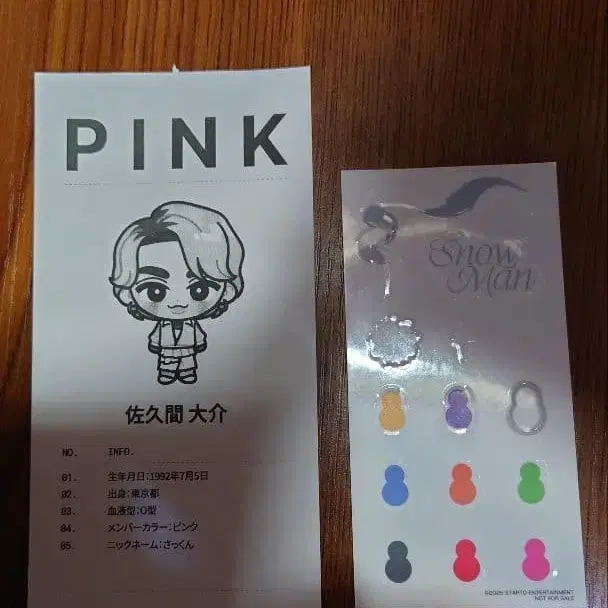 PINK
佐久間 大介
NO. INFO.
01. 生年月日:1992年7月5日
02. 出身:東京都
03. 血液型:O型
04. メンバーカラー:ピンク
05. ニックネーム:さっくん
Snow
Man
©2025 STARTO ENTERTAINMENT
NOT FOR SALE